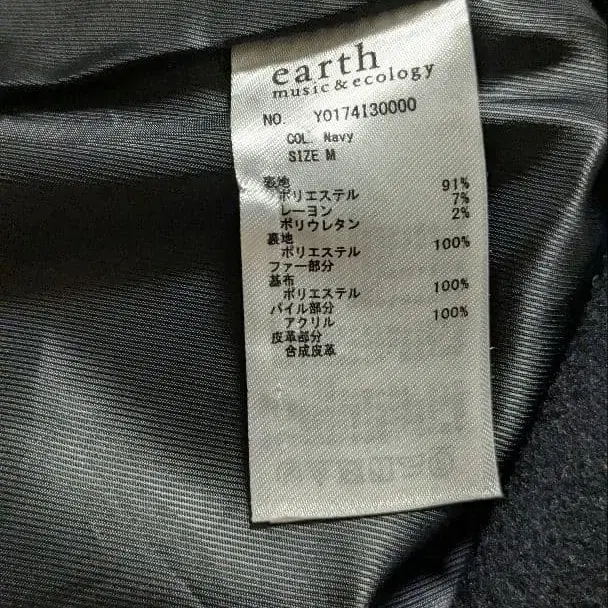 earth
music & ecology
NO. Y0174130000
COL. Navy
SIZE M
表地
ポリエステル 91%
レーヨン 7%
ポリウレタン 2%
裏地
ポリエステル 100%
ファー部分
基布
ポリエステル 100%
パイル部分
アクリル 100%
皮革部分
合成皮革